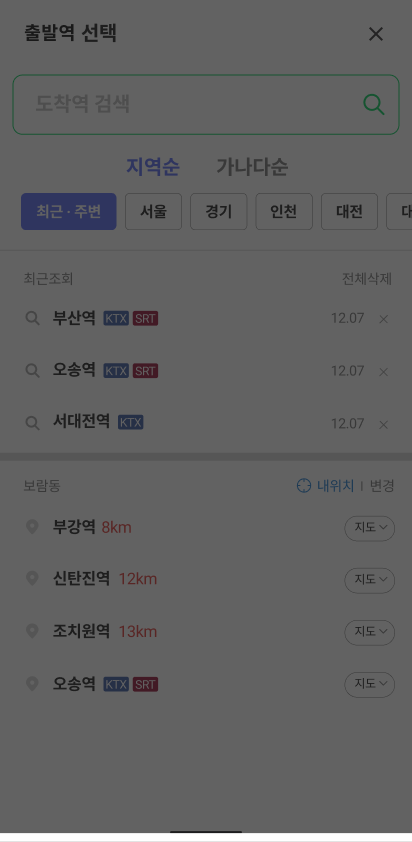 출발역 선택
도착역 검색
지역순 가나다순
최근 · 주변 서울 경기 인천 대전
최근조회 전체삭제
부산역 KTX SRT 12.07
오송역 KTX SRT 12.07
서대전역 KTX 12.07
보람동 내위치 | 변경
부강역 8km 지도
신탄진역 12km 지도
조치원역 13km 지도
오송역 KTX SRT 지도